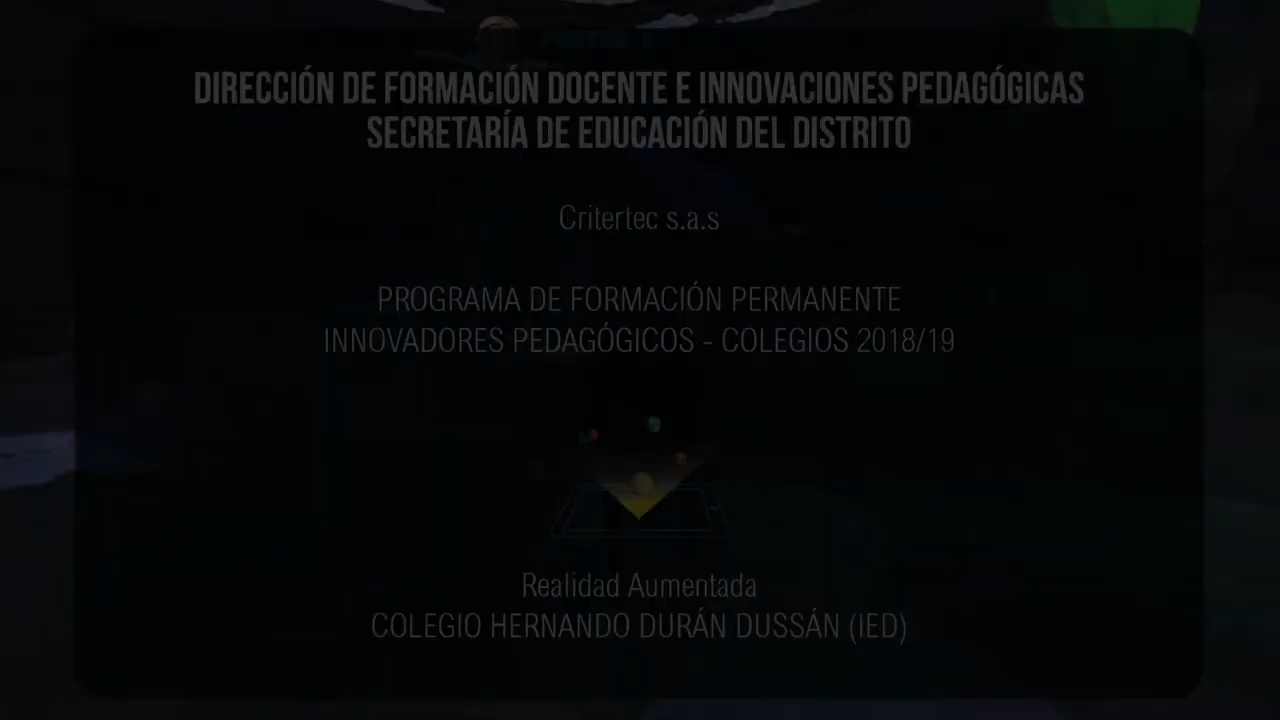 DIRECCIÓN DE FORMACIÓN DOCENTE E INNOVACIONES PEDAGÓGICAS
SECRETARÍA DE EDUCACIÓN DEL DISTRITO
Critertec s.a.s
PROGRAMA DE FORMACIÓN PERMANENTE
INNOVADORES PEDAGÓGICOS - COLEGIOS 2018/19
Realidad Aumentada
COLEGIO HERNANDO DURÁN DUSSÁN (IED)